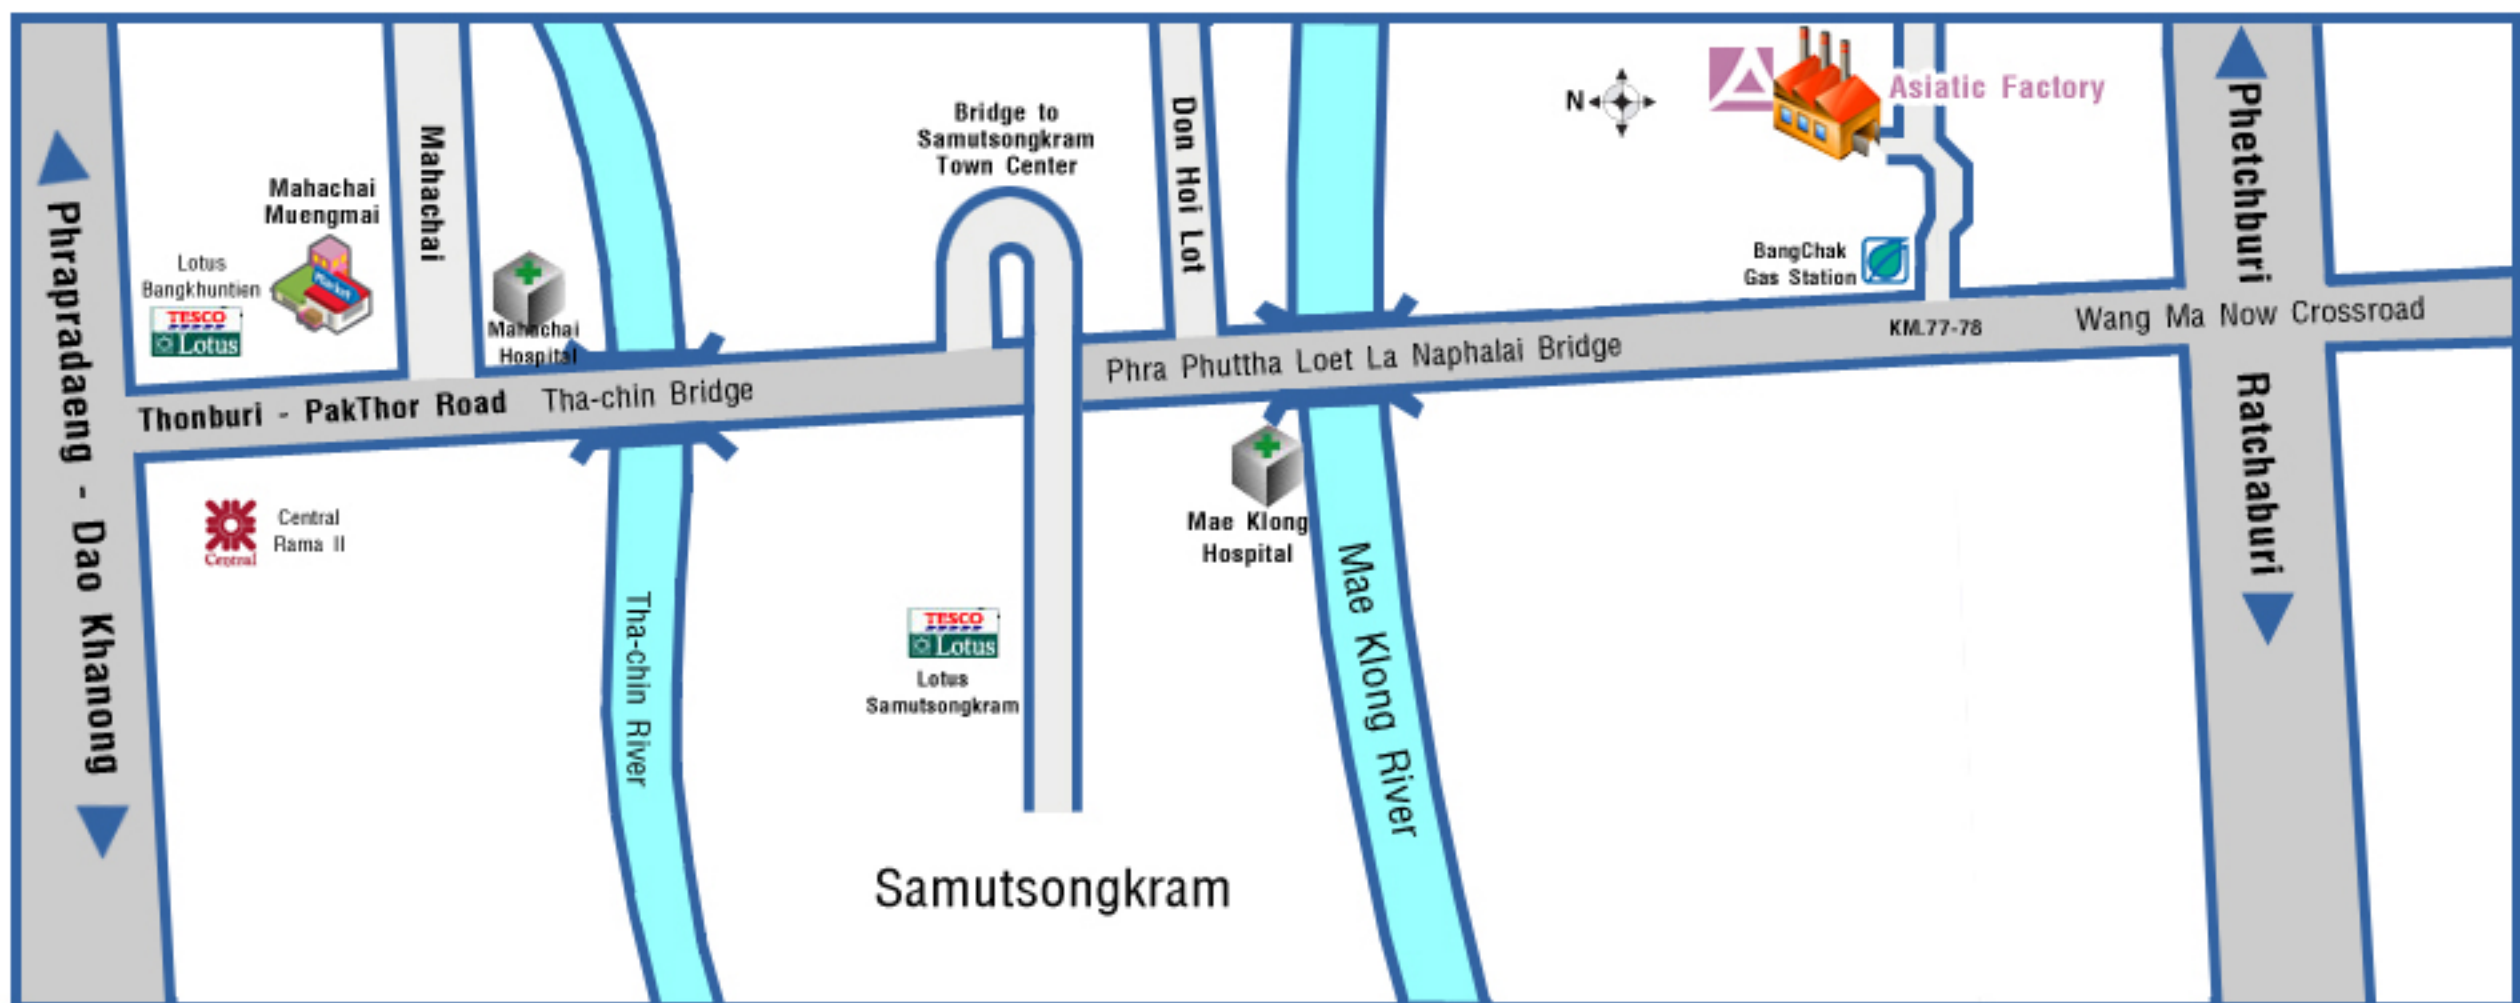 Phrapradaeng - Dao Khanong
Lotus
Bangkhuntien
TESCO
Lotus
Mahachai
Muengmai
Market
Mahachai
Mahachai
Hospital
Thonburi - PakThor Road
Tha-chin Bridge
Central
Central
Rama II
Tha-chin River
Bridge to
Samutsongkram
Town Center
TESCO
Lotus
Lotus
Samutsongkram
Samutsongkram
Don Hoi Lot
Phra Phuttha Loet La Naphalai Bridge
Mae Klong
Hospital
Mae Klong River
N
Asiatic Factory
BangChak
Gas Station
KM.77-78
Wang Ma Now Crossroad
Phetchburi
Ratchaburi